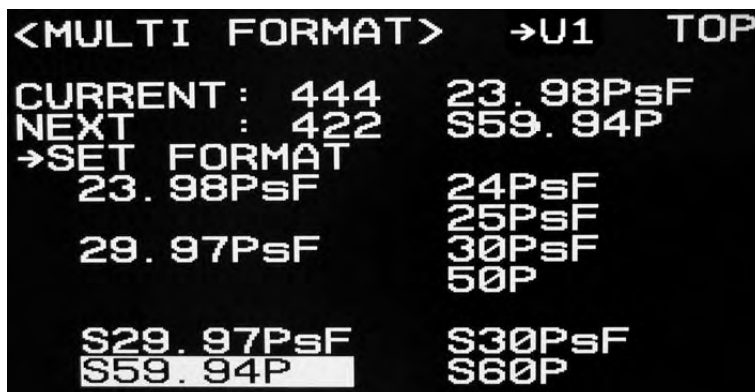 <MULTI FORMAT> →U1 TOP
CURRENT: 444 23.98PsF
NEXT : 422 S59.94P
→SET FORMAT
23.98PsF 24PsF
25PsF
29.97PsF 30PsF
50P
S29.97PsF S30PsF
S59.94P S60P